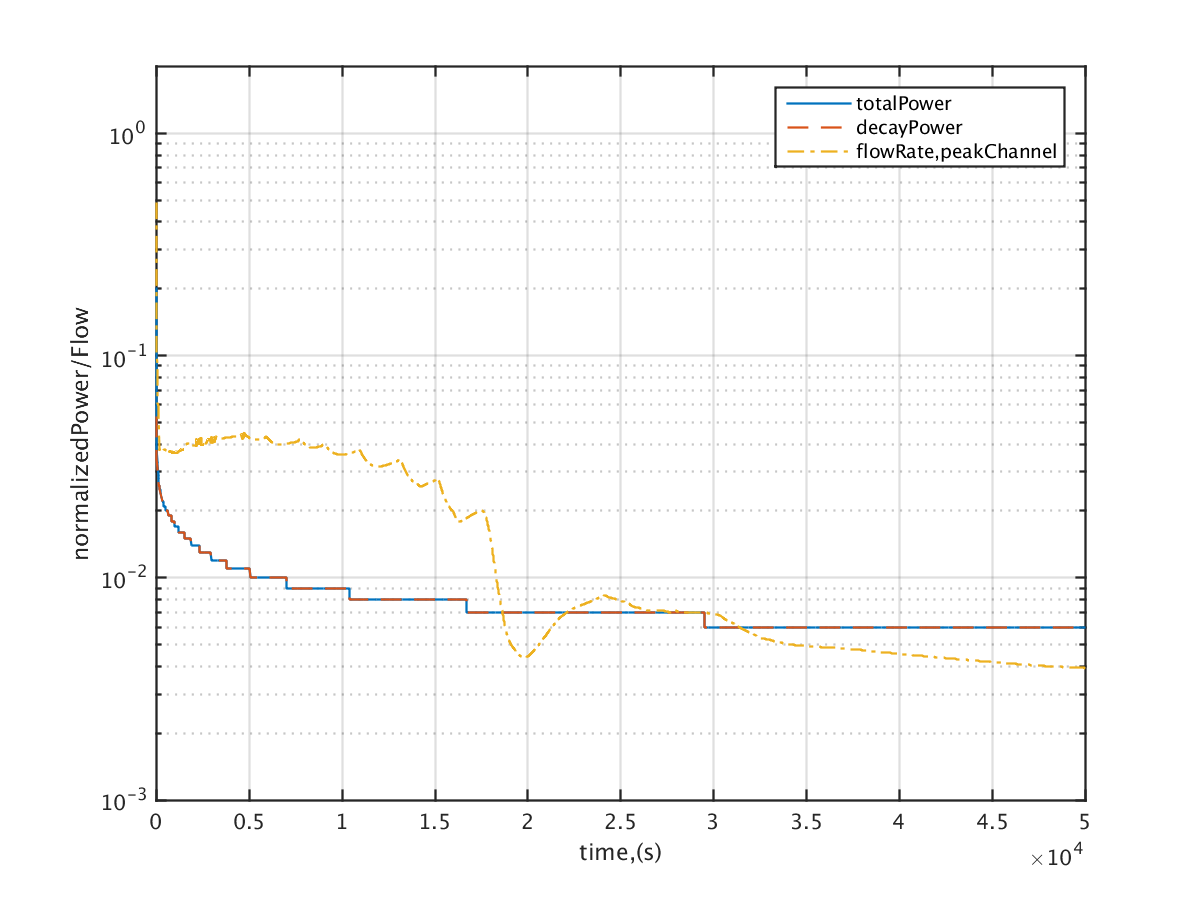 totalPower
decayPower
flowRate,peakChannel
normalizedPower/Flow
10^0
10^-1
10^-2
10^-3
0 0.5 1 1.5 2 2.5 3 3.5 4 4.5 5
time,(s)
×10^4